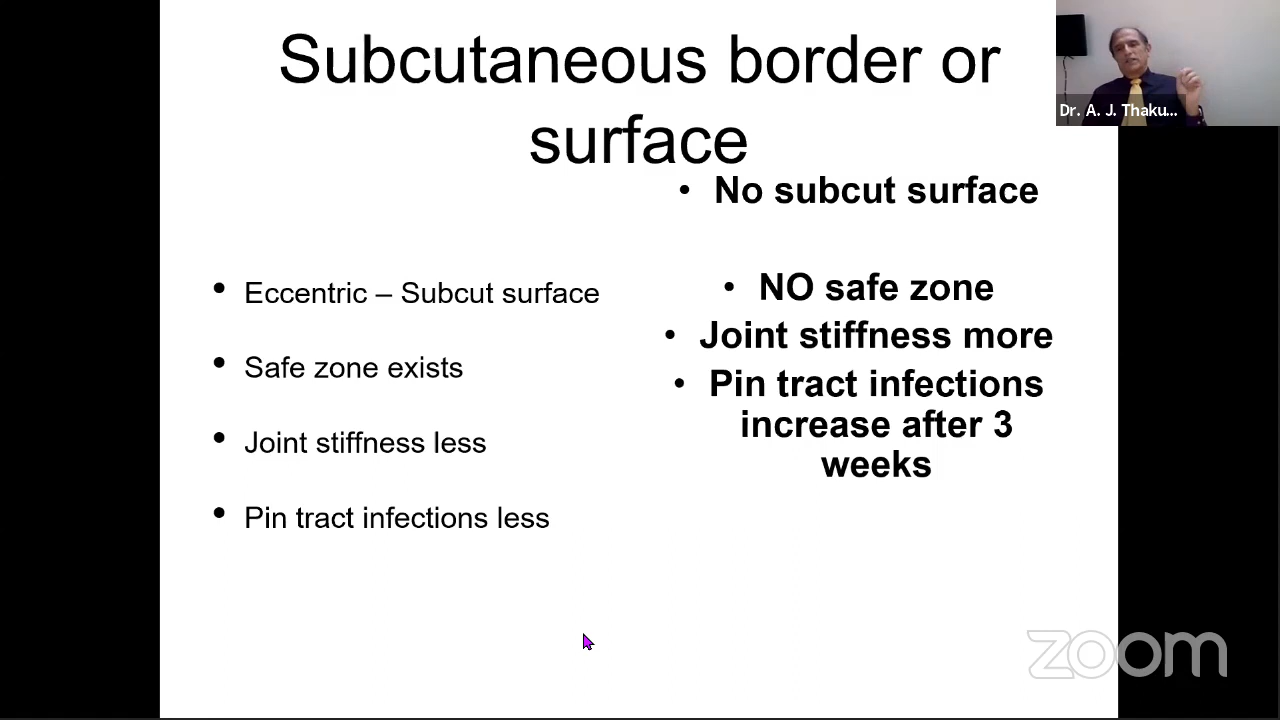 Subcutaneous border or
surface
Dr. A. J. Thaku...
• No subcut surface
• Eccentric – Subcut surface
• Safe zone exists
• Joint stiffness less
• Pin tract infections less
• NO safe zone
• Joint stiffness more
• Pin tract infections
increase after 3
weeks
zoom